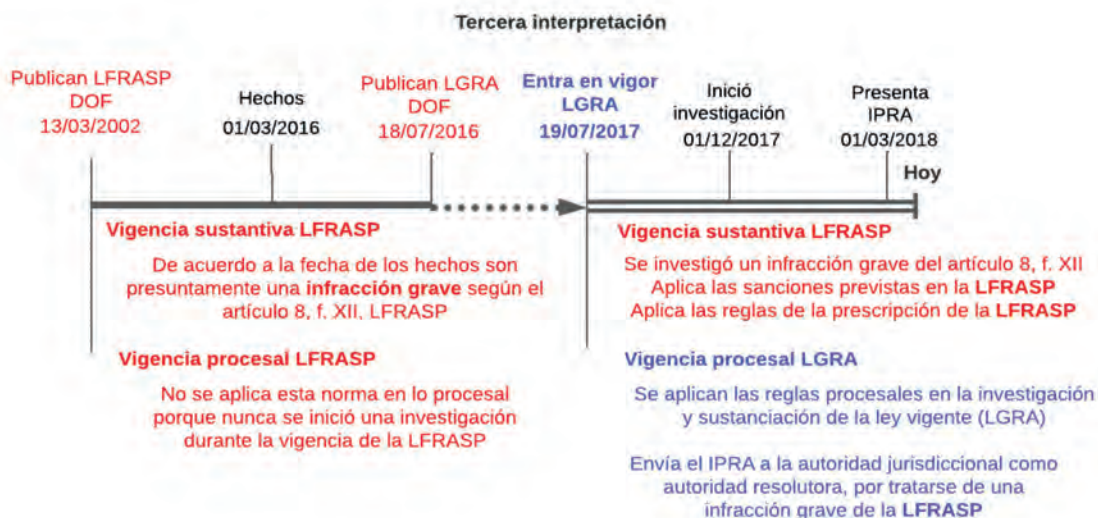 Tercera interpretación
Publican LFRASP
DOF
13/03/2002
Hechos
01/03/2016
Publican LGRA
DOF
18/07/2016
Entra en vigor
LGRA
19/07/2017
Inició
investigación
01/12/2017
Presenta
IPRA
01/03/2018
Hoy
Vigencia sustantiva LFRASP
De acuerdo a la fecha de los hechos son
presuntamente una infracción grave según el
artículo 8, f. XII, LFRASP
Vigencia procesal LFRASP
No se aplica esta norma en lo procesal
porque nunca se inició una investigación
durante la vigencia de la LFRASP
Vigencia sustantiva LFRASP
Se investigó un infracción grave del artículo 8, f. XII
Aplica las sanciones previstas en la LFRASP
Aplica las reglas de la prescripción de la LFRASP
Vigencia procesal LGRA
Se aplican las reglas procesales en la investigación
y sustanciación de la ley vigente (LGRA)
Envía el IPRA a la autoridad jurisdiccional como
autoridad resolutora, por tratarse de una
infracción grave de la LFRASP